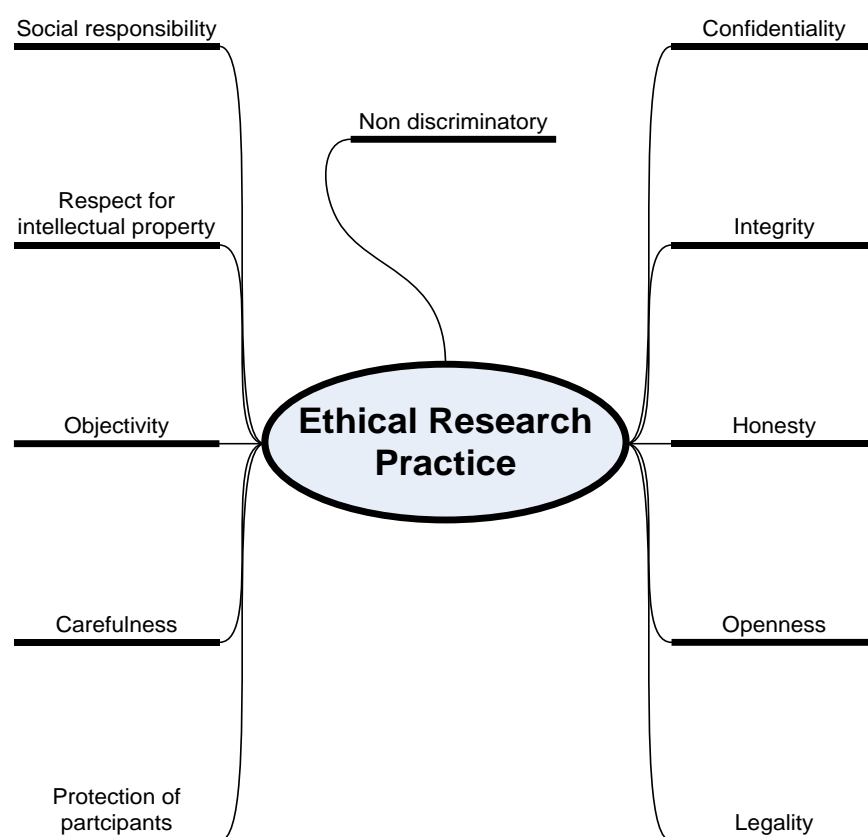 Social responsibility
Confidentiality
Non discriminatory
Respect for
intellectual property
Integrity
Objectivity
Ethical Research
Practice
Honesty
Carefulness
Openness
Protection of
partcipants
Legality